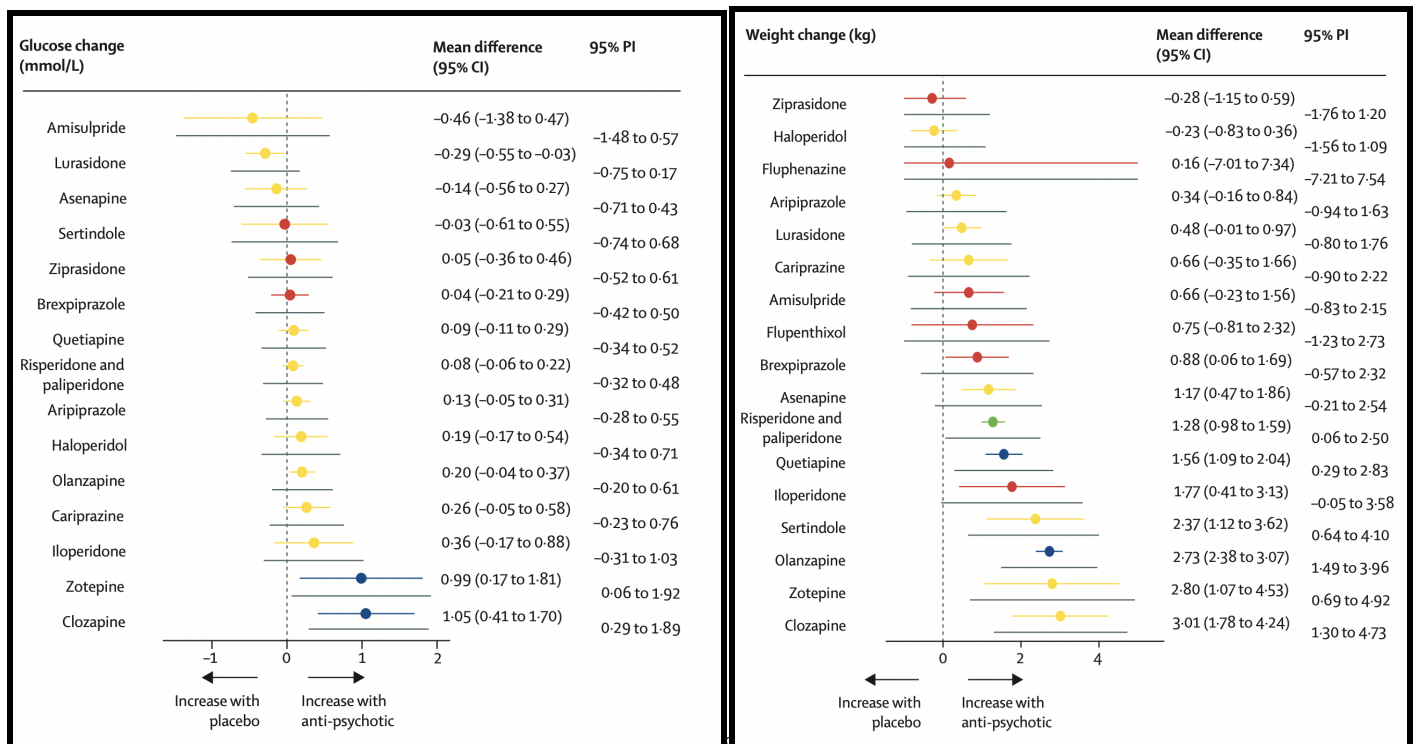 Glucose change
(mmol/L)
Mean difference
(95% CI)
95% PI
Amisulpride
–0·46 (–1·38 to 0·47)
–1·48 to 0·57
Lurasidone
–0·29 (–0·55 to –0·03)
–0·75 to 0·17
Asenapine
–0·14 (–0·56 to 0·27)
–0·71 to 0·43
Sertindole
–0·03 (–0·61 to 0·55)
–0·74 to 0·68
Ziprasidone
0·05 (–0·36 to 0·46)
–0·52 to 0·61
Brexpiprazole
0·04 (–0·21 to 0·29)
–0·42 to 0·50
Quetiapine
0·09 (–0·11 to 0·29)
–0·34 to 0·52
Risperidone and
paliperidone
0·08 (–0·06 to 0·22)
–0·32 to 0·48
Aripiprazole
0·13 (–0·05 to 0·31)
–0·28 to 0·55
Haloperidol
0·19 (–0·17 to 0·54)
–0·34 to 0·71
Olanzapine
0·20 (–0·04 to 0·37)
–0·20 to 0·61
Cariprazine
0·26 (–0·05 to 0·58)
–0·23 to 0·76
Iloperidone
0·36 (–0·17 to 0·88)
–0·31 to 1·03
Zotepine
0·99 (0·17 to 1·81)
0·06 to 1·92
Clozapine
1·05 (0·41 to 1·70)
0·29 to 1·89
–1 0 1 2
Increase with
placebo
Increase with
anti-psychotic
Weight change (kg)
Mean difference
(95% CI)
95% PI
Ziprasidone
–0·28 (–1·15 to 0·59)
–1·76 to 1·20
Haloperidol
–0·23 (–0·83 to 0·36)
–1·56 to 1·09
Fluphenazine
0·16 (–7·01 to 7·34)
–7·21 to 7·54
Aripiprazole
0·34 (–0·16 to 0·84)
–0·94 to 1·63
Lurasidone
0·48 (–0·01 to 0·97)
–0·80 to 1·76
Cariprazine
0·66 (–0·35 to 1·66)
–0·90 to 2·22
Amisulpride
0·66 (–0·23 to 1·56)
–0·83 to 2·15
Flupenthixol
0·75 (–0·81 to 2·32)
–1·23 to 2·73
Brexpiprazole
0·88 (0·06 to 1·69)
–0·57 to 2·32
Asenapine
1·17 (0·47 to 1·86)
–0·21 to 2·54
Risperidone and
paliperidone
1·28 (0·98 to 1·59)
0·06 to 2·50
Quetiapine
1·56 (1·09 to 2·04)
0·29 to 2·83
Iloperidone
1·77 (0·41 to 3·13)
–0·05 to 3·58
Sertindole
2·37 (1·12 to 3·62)
0·64 to 4·10
Olanzapine
2·73 (2·38 to 3·07)
1·49 to 3·96
Zotepine
2·80 (1·07 to 4·53)
0·69 to 4·92
Clozapine
3·01 (1·78 to 4·24)
1·30 to 4·73
0 2 4
Increase with
placebo
Increase with
anti-psychotic